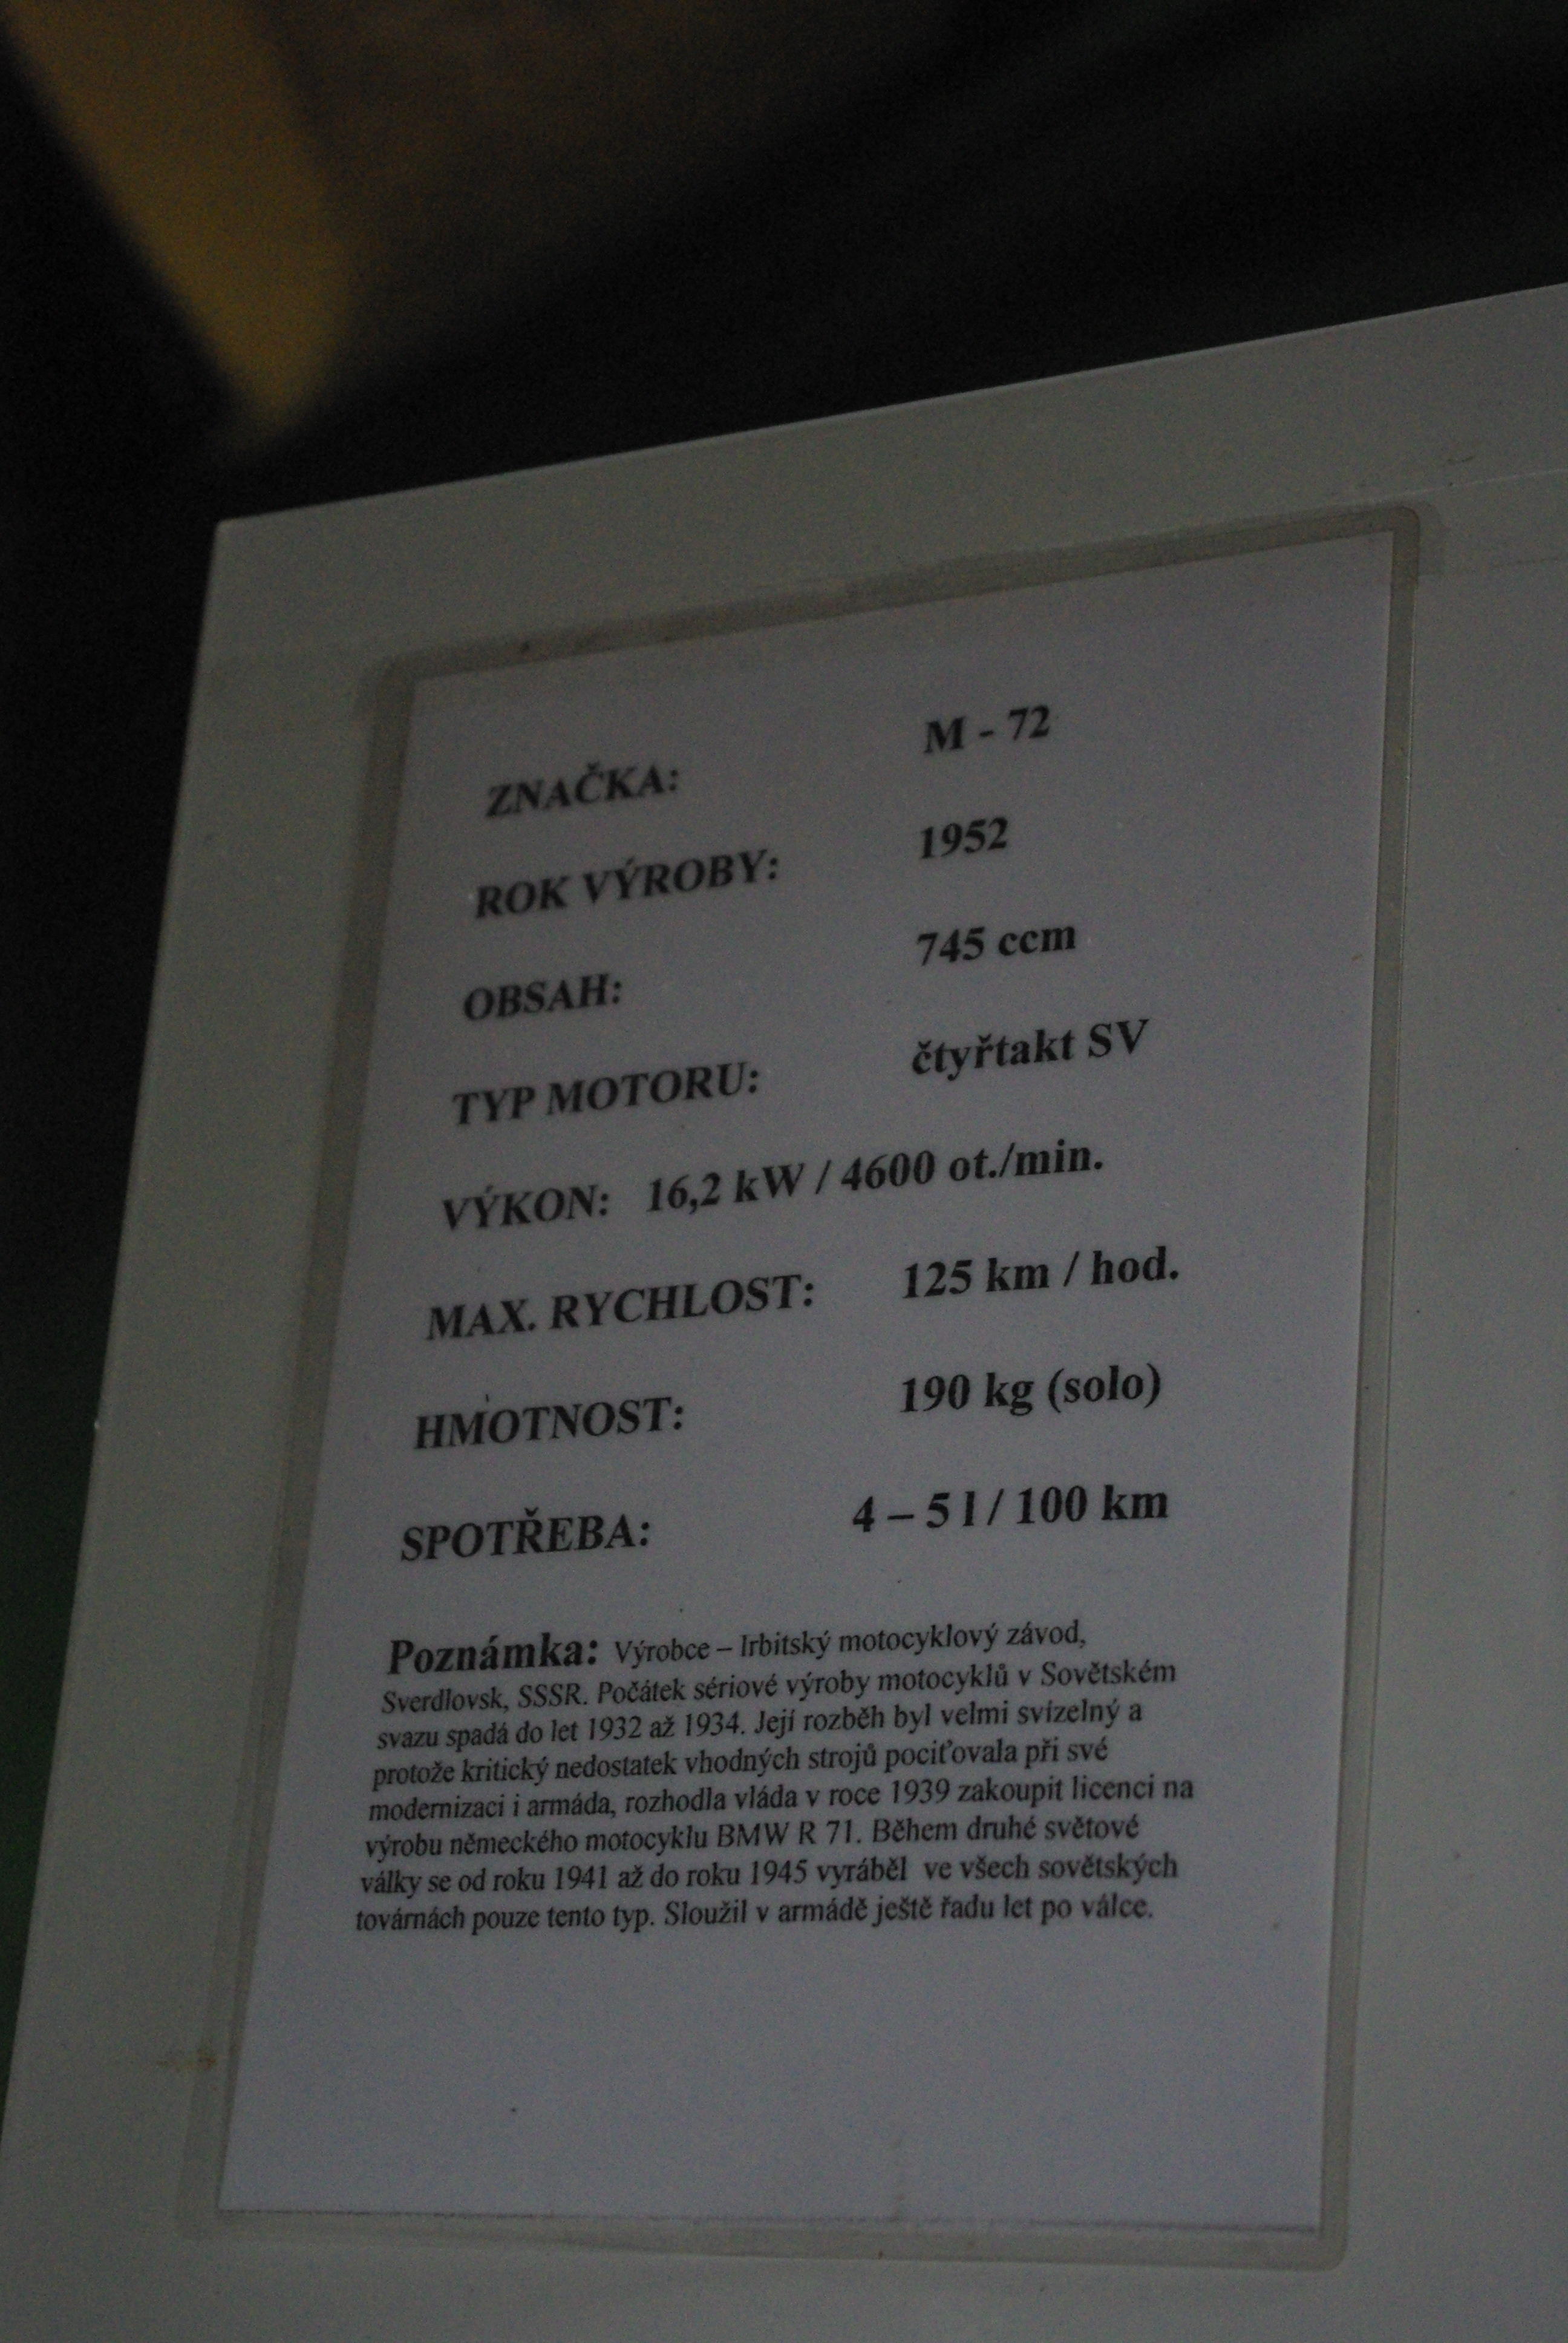 ZNAČKA: M - 72
ROK VÝROBY: 1952
OBSAH: 745 ccm
TYP MOTORU: čtyřtakt SV
VÝKON: 16,2 kW / 4600 ot./min.
MAX. RYCHLOST: 125 km / hod.
HMOTNOST: 190 kg (solo)
SPOTŘEBA: 4 – 5 l / 100 km
Poznámka: Výrobce – Irbitský motocyklový závod,
Sverdlovsk, SSSR. Počátek sériové výroby motocyklů v Sovětském
svazu spadá do let 1932 až 1934. Její rozběh byl velmi svízelný a
protože kritický nedostatek vhodných strojů pociťovala při své
modernizaci i armáda, rozhodla vláda v roce 1939 zakoupit licenci na
výrobu německého motocyklu BMW R 71. Během druhé světové
války se od roku 1941 až do roku 1945 vyráběl ve všech sovětských
továrnách pouze tento typ. Sloužil v armádě ještě řadu let po válce.